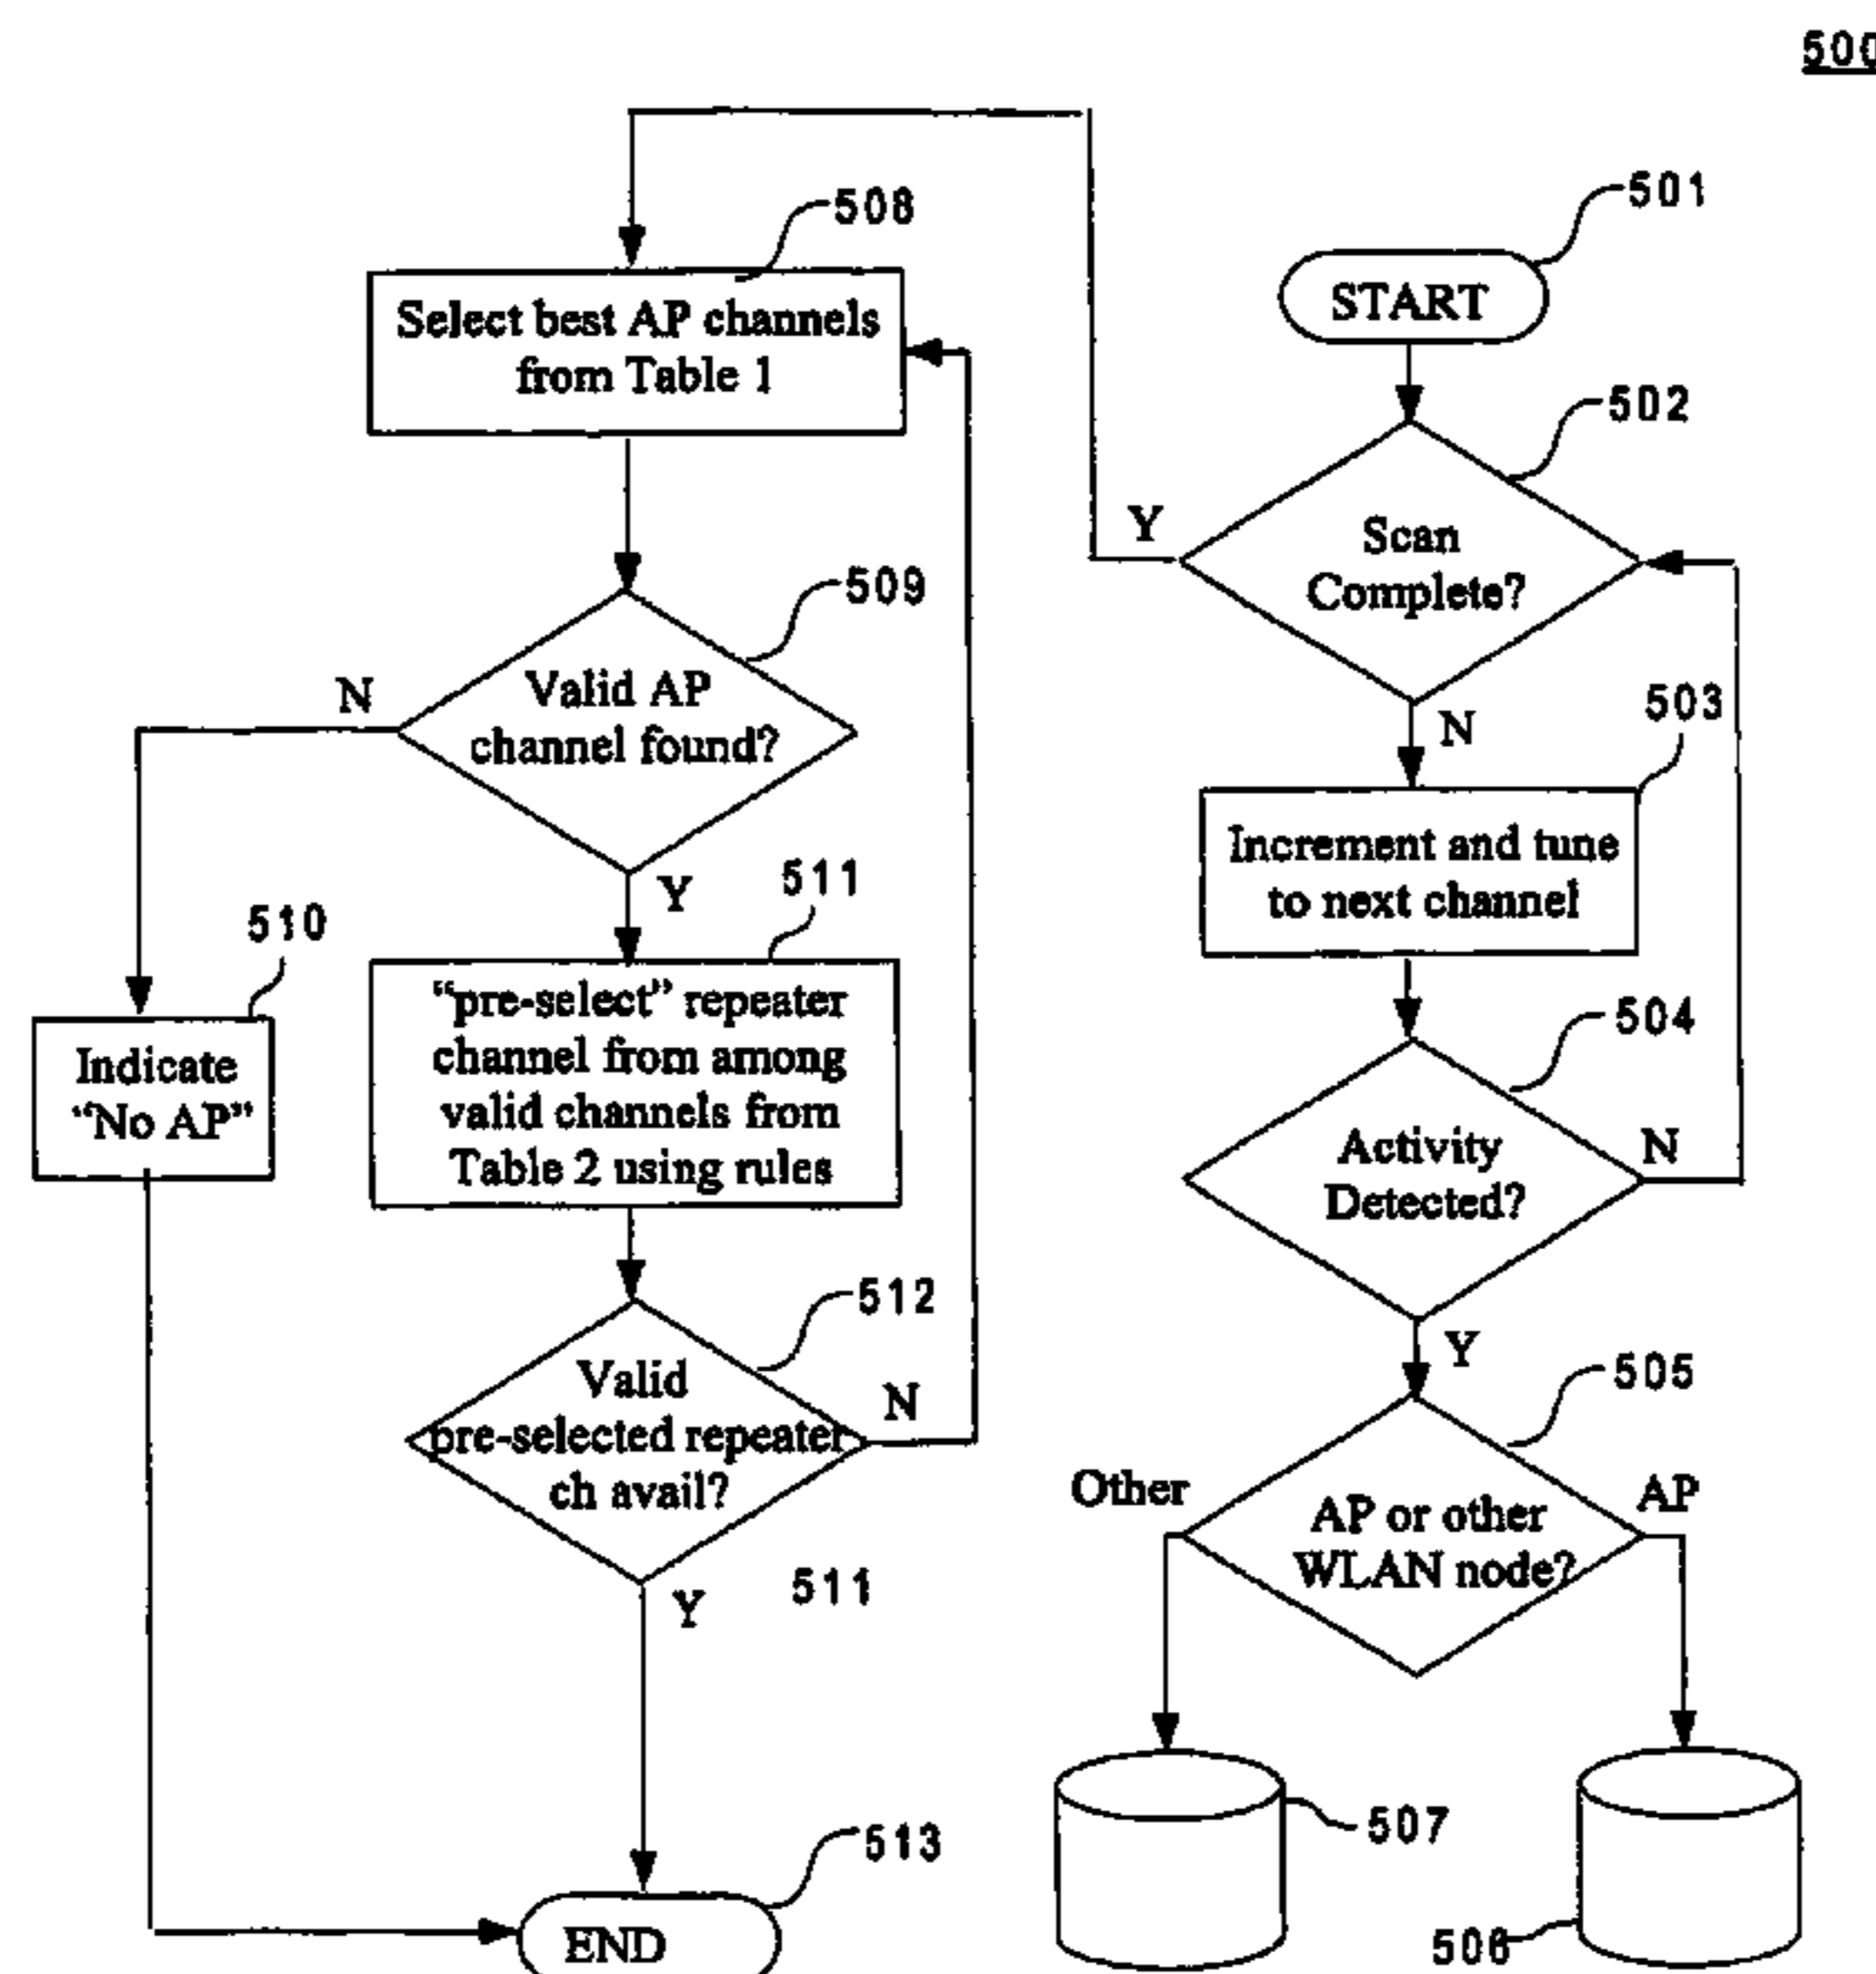 500
501
START
502
Scan
Complete?
Y
N
503
Increment and tune
to next channel
504
Activity
Detected?
N
Y
505
AP or other
WLAN node?
Other
AP
507
506
508
Select best AP channels
from Table 1
509
Valid AP
channel found?
N
Y
510
Indicate
"No AP"
511
"pre-select" repeater
channel from among
valid channels from
Table 2 using rules
512
Valid
pre-selected repeater
ch avail?
N
Y
511
513
END